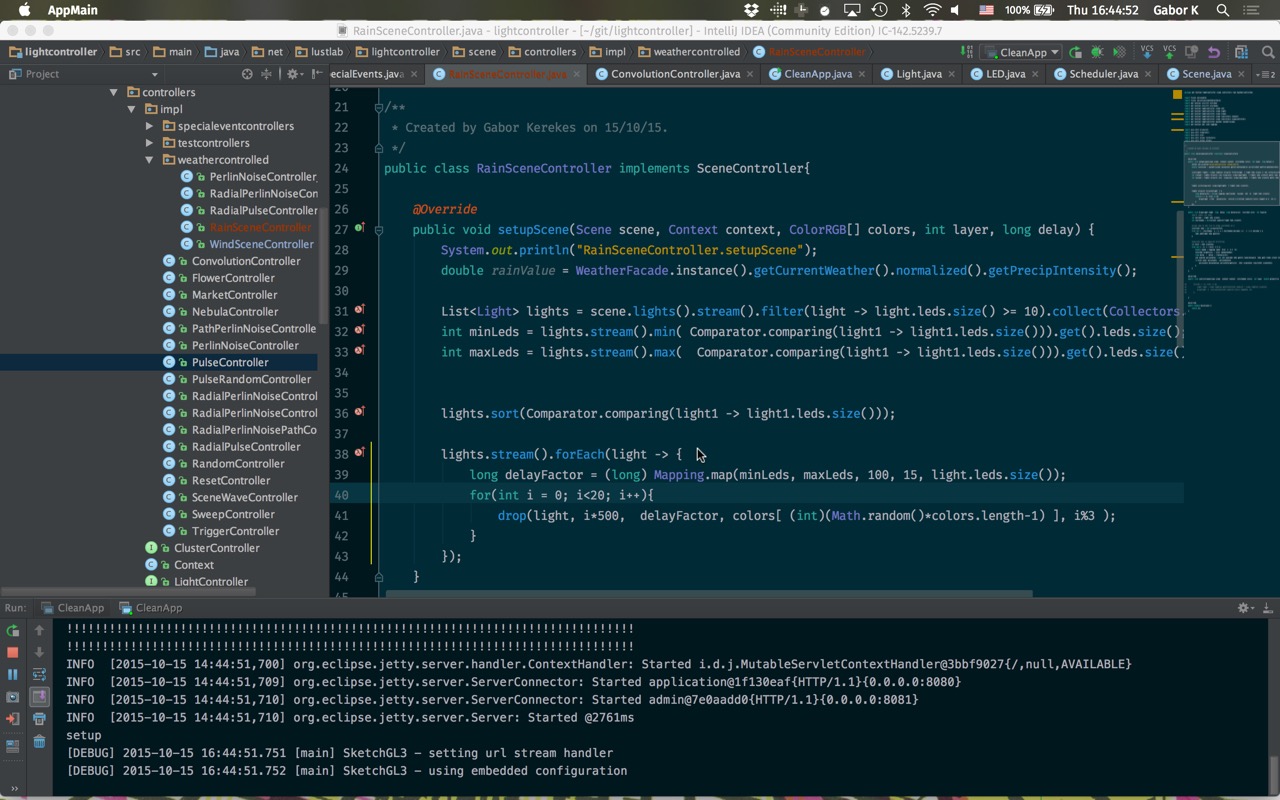 AppMain 100% Thu 16:44:52 Gabor K
RainSceneController.java - lightcontroller - [~/git/lightcontroller] - IntelliJ IDEA (Community Edition) IC-142.5239.7
lightcontroller src main java net lustlab lightcontroller scene controllers impl weathercontrolled RainSceneController CleanApp VCS VCS
Project
ecialEvents.java RainSceneController.java ConvolutionController.java CleanApp.java Light.java LED.java Scheduler.java Scene.java
controllers
impl
specialeventcontrollers
testcontrollers
weathercontrolled
PerlinNoiseController
RadialPerlinNoiseCon
RadialPulseController
RainSceneController
WindSceneController
ConvolutionController
FlowerController
MarketController
NebulaController
PathPerlinNoiseControlle
PerlinNoiseController
PulseController
PulseRandomController
RadialPerlinNoiseControl
RadialPerlinNoiseControl
RadialPerlinNoisePathCo
RadialPulseController
RandomController
ResetController
SceneWaveController
SweepController
TriggerController
ClusterController
Context
LightController
20
21 /**
22  * Created by Gabor Kerekes on 15/10/15.
23  */
24 public class RainSceneController implements SceneController{
25
26     @Override
27     public void setupScene(Scene scene, Context context, ColorRGB[] colors, int layer, long delay) {
28         System.out.println("RainSceneController.setupScene");
29         double rainValue = WeatherFacade.instance().getCurrentWeather().normalized().getPrecipIntensity();
30
31         List<Light> lights = scene.lights().stream().filter(light -> light.leds.size() >= 10).collect(Collectors
32         int minLeds = lights.stream().min( Comparator.comparing(light1 -> light1.leds.size())).get().leds.size()
33         int maxLeds = lights.stream().max(  Comparator.comparing(light1 -> light1.leds.size())).get().leds.size(
34
35
36         lights.sort(Comparator.comparing(light1 -> light1.leds.size()));
37
38         lights.stream().forEach(light -> {
39             long delayFactor = (long) Mapping.map(minLeds, maxLeds, 100, 15, light.leds.size());
40             for(int i = 0; i<20; i++){
41                 drop(light, i*500,  delayFactor, colors[ (int)(Math.random()*colors.length-1) ], i%3 );
42             }
43         });
44     }
45
Run: CleanApp CleanApp
!!!!!!!!!!!!!!!!!!!!!!!!!!!!!!!!!!!!!!!!!!!!!!!!!!!!!!!!!!!!!!!!!!!!!!!!!!!!!!!!
!!!!!!!!!!!!!!!!!!!!!!!!!!!!!!!!!!!!!!!!!!!!!!!!!!!!!!!!!!!!!!!!!!!!!!!!!!!!!!!!
INFO  [2015-10-15 14:44:51,700] org.eclipse.jetty.server.handler.ContextHandler: Started i.d.j.MutableServletContextHandler@3bbf9027{/,null,AVAILABLE}
INFO  [2015-10-15 14:44:51,709] org.eclipse.jetty.server.ServerConnector: Started application@1f130eaf{HTTP/1.1}{0.0.0.0:8080}
INFO  [2015-10-15 14:44:51,710] org.eclipse.jetty.server.ServerConnector: Started admin@7e0aadd0{HTTP/1.1}{0.0.0.0:8081}
INFO  [2015-10-15 14:44:51,710] org.eclipse.jetty.server.Server: Started @2761ms
setup
[DEBUG] 2015-10-15 16:44:51.751 [main] SketchGL3 - setting url stream handler
[DEBUG] 2015-10-15 16:44:51.752 [main] SketchGL3 - using embedded configuration